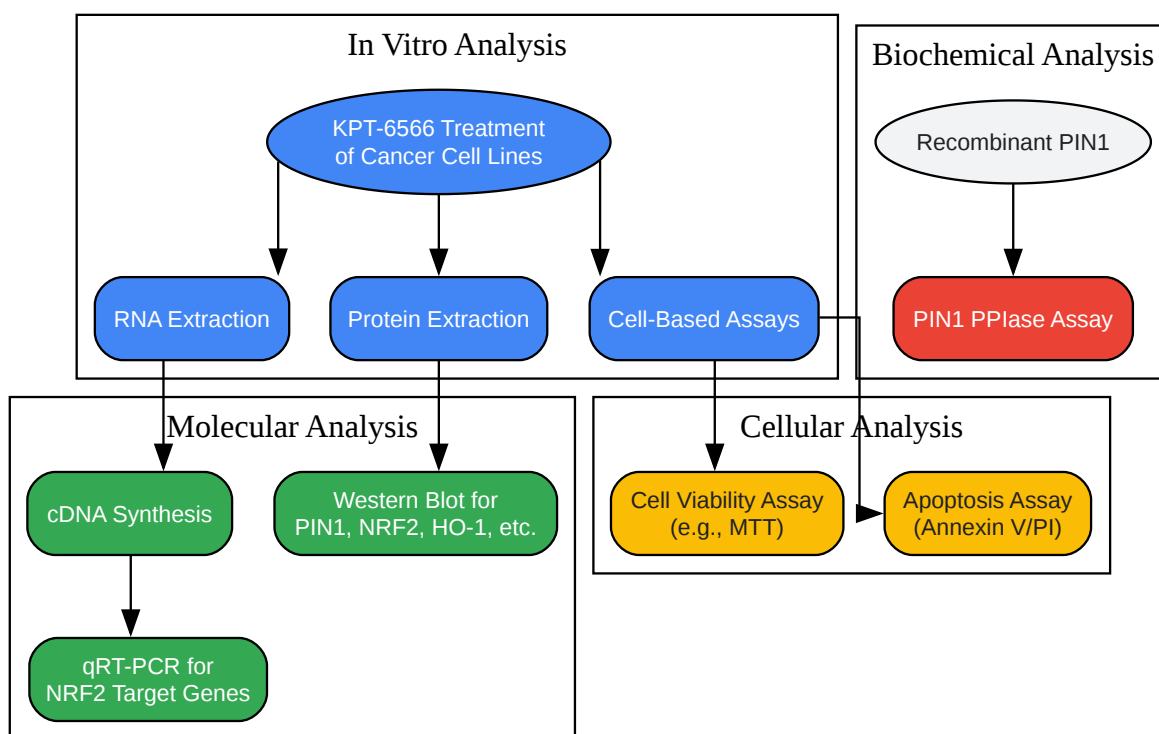 In Vitro Analysis
Biochemical Analysis
KPT-6566 Treatment
of Cancer Cell Lines
Recombinant PIN1
RNA Extraction
Protein Extraction
Cell-Based Assays
PIN1 PPIase Assay
Molecular Analysis
Cellular Analysis
cDNA Synthesis
Western Blot for
PIN1, NRF2, HO-1, etc.
Cell Viability Assay
(e.g., MTT)
Apoptosis Assay
(Annexin V/PI)
qRT-PCR for
NRF2 Target Genes